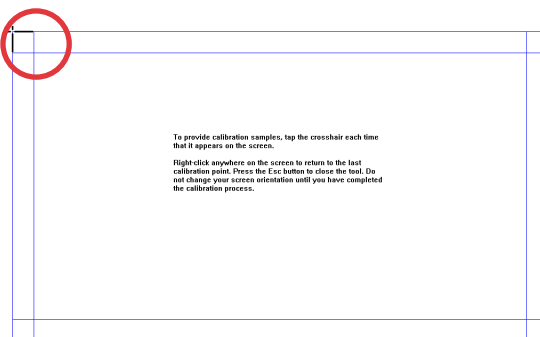 To provide calibration samples, tap the crosshair each time
that it appears on the screen.
Right-click anywhere on the screen to return to the last
calibration point. Press the Esc button to close the tool. Do
not change your screen orientation until you have completed
the calibration process.